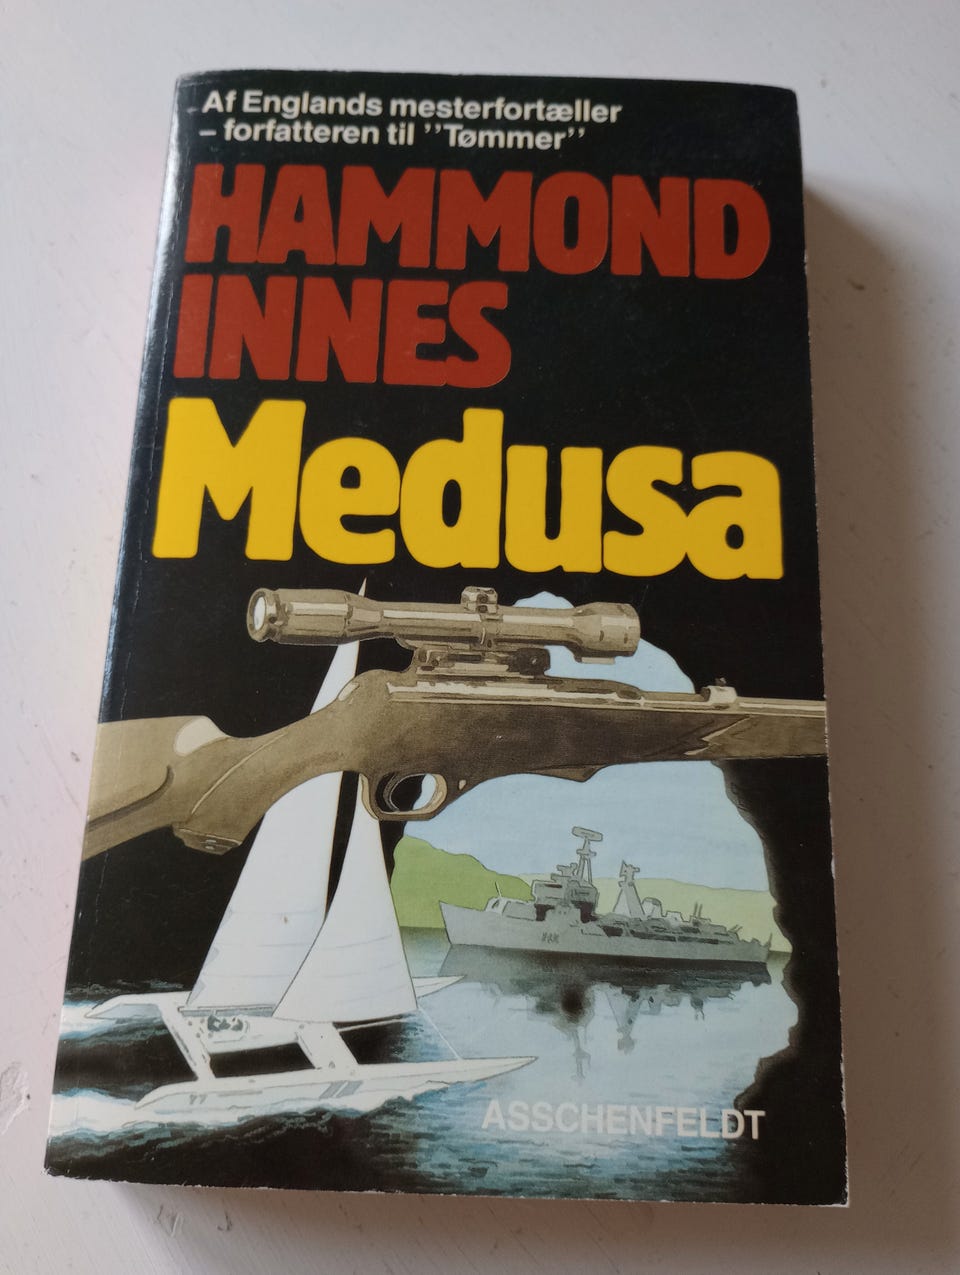 Af Englands mesterfortæller
– forfatteren til ’’Tømmer’’
HAMMOND
INNES
Medusa
ASSCHENFELDT